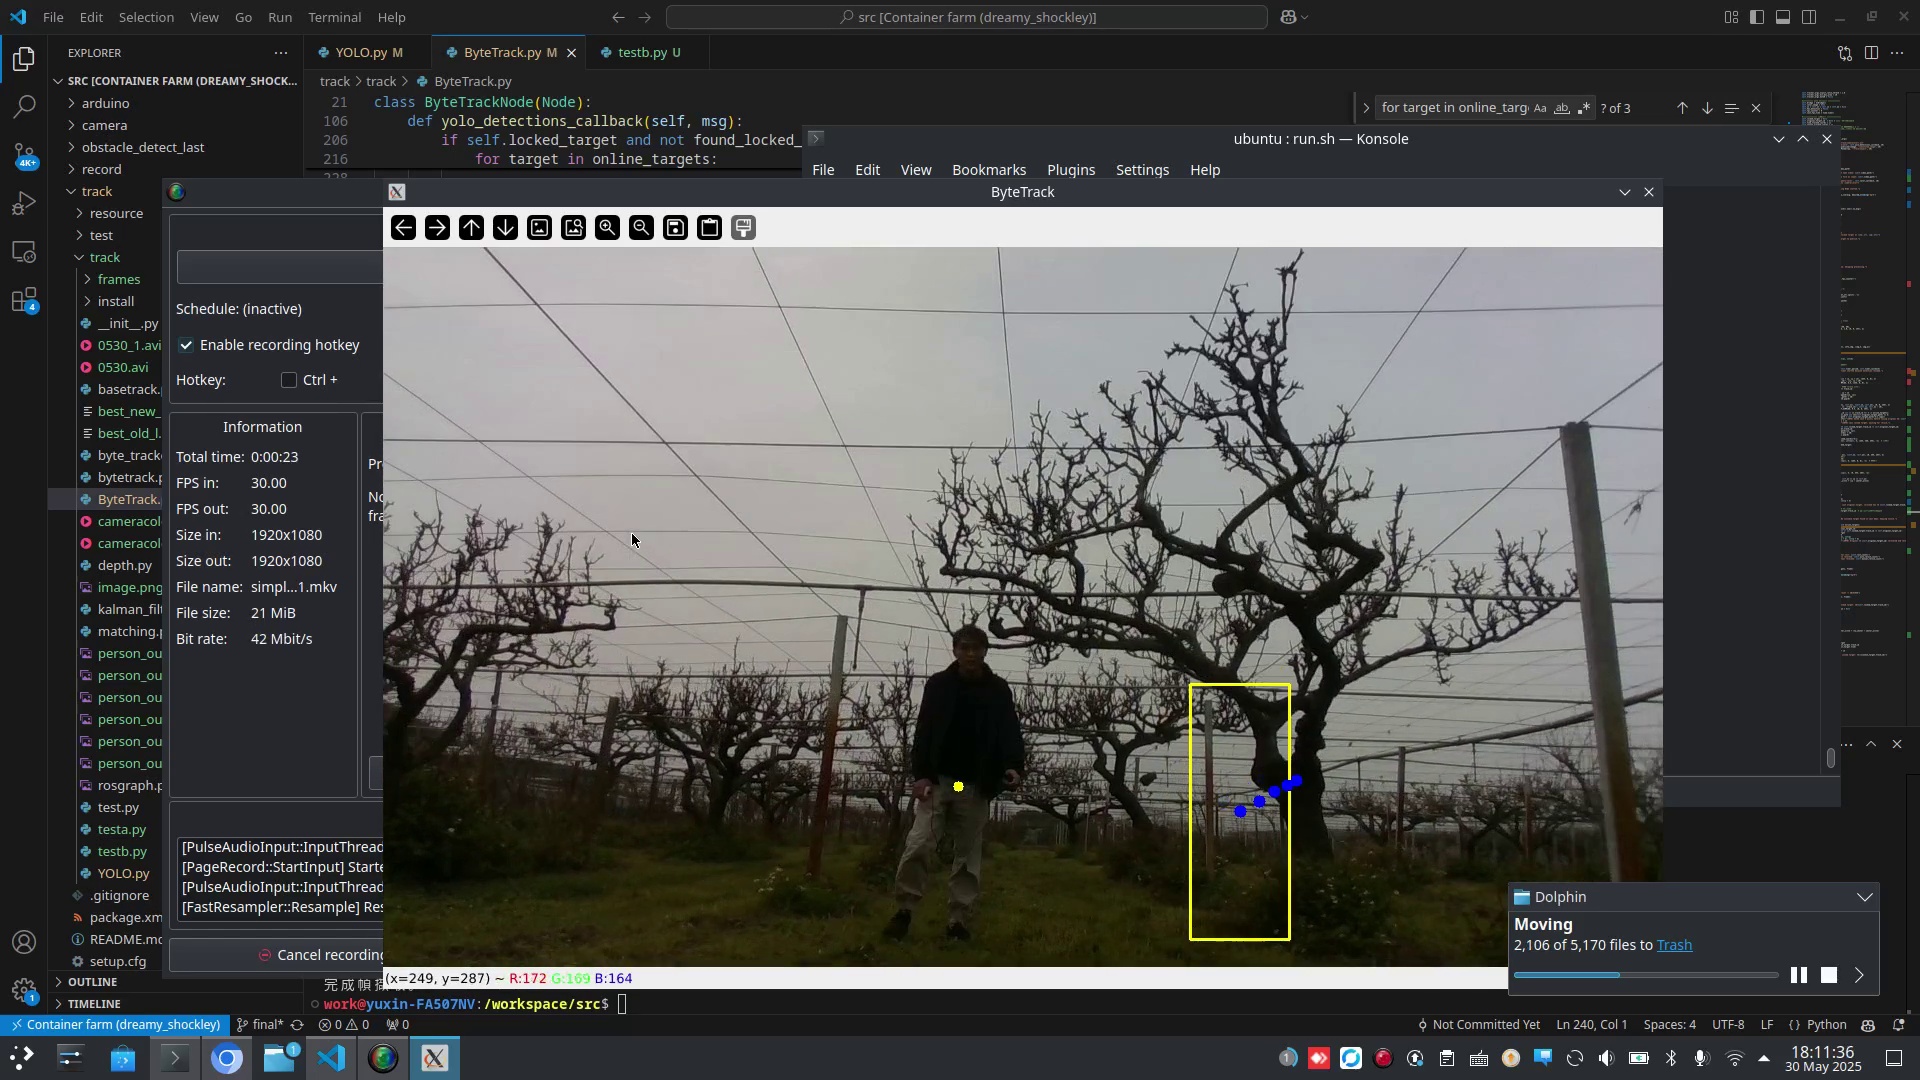 File Edit Selection View Go Run Terminal Help
src [Container farm (dreamy_shockley)]
EXPLORER
YOLO.py M
ByteTrack.py M
testb.py U
SRC [CONTAINER FARM (DREAMY_SHOCK...
track > track > ByteTrack.py
arduino
camera
obstacle_detect_last
record
track
resource
test
track
frames
install
__init__.py
0530_1.avi
0530.avi
basetrack.
best_new_
best_old_l.
byte_track
bytetrack.p
ByteTrack.
cameracol
cameracol
depth.py
image.png
kalman_filt
matching.p
person_ou
person_ou
person_ou
person_ou
person_ou
person_ou
rosgraph.p
test.py
testa.py
testb.py
YOLO.py
.gitignore
package.xm
README.md
setup.cfg
OUTLINE
TIMELINE
4K+
4
1
21 class ByteTrackNode(Node):
106 def yolo_detections_callback(self, msg):
206 if self.locked_target and not found_locked_
216 for target in online_targets:
for target in online_targ
Aa ab .*
? of 3
ubuntu : run.sh — Konsole
File Edit View Bookmarks Plugins Settings Help
ByteTrack
Schedule: (inactive)
Enable recording hotkey
Hotkey: Ctrl +
Information
Total time: 0:00:23
FPS in: 30.00
FPS out: 30.00
Size in: 1920x1080
Size out: 1920x1080
File name: simpl...1.mkv
File size: 21 MiB
Bit rate: 42 Mbit/s
Pr
No
fra
[PulseAudioInput::InputThread
[PageRecord::StartInput] Starte
[PulseAudioInput::InputThread
[FastResampler::Resample] Res
Cancel recording
(x=249, y=287) ~ R:172 G:169 B:164
work@yuxin-FA507NV:/workspace/src$
Dolphin
Moving
2,106 of 5,170 files to Trash
Container farm (dreamy_shockley)
final*
0 0
0
Not Committed Yet
Ln 240, Col 1
Spaces: 4
UTF-8
LF
{} Python
1
1
18:11:36
30 May 2025